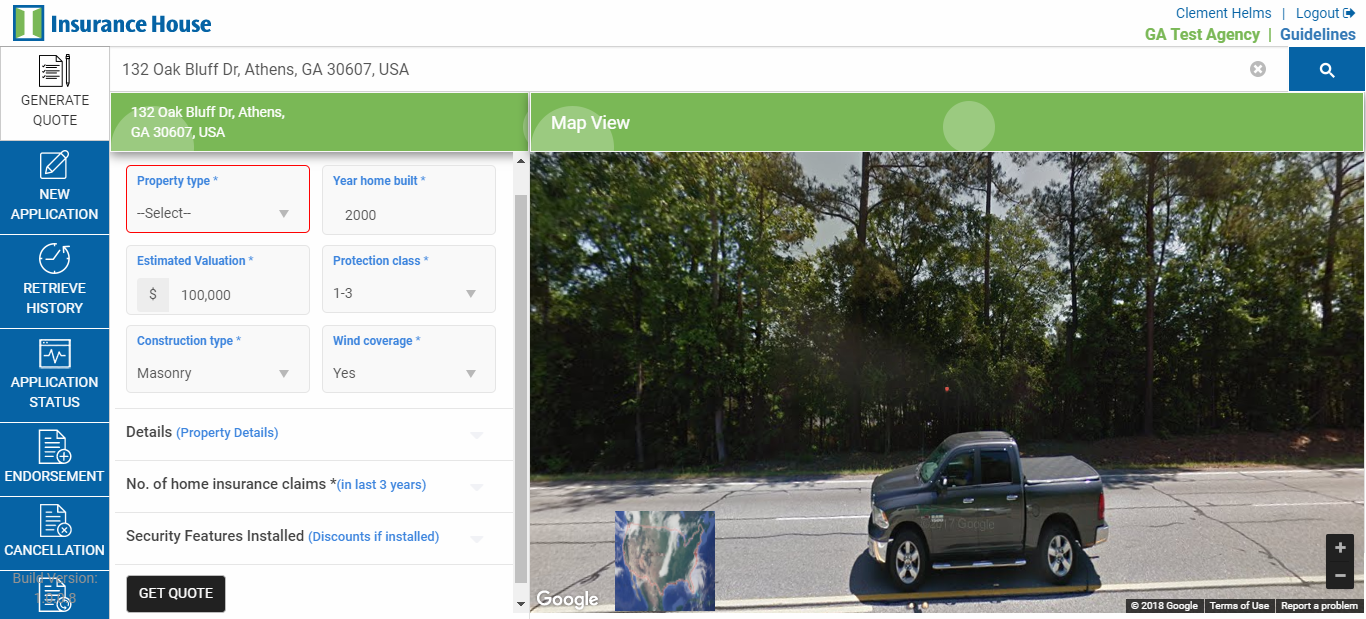 Insurance House
Clement Helms | Logout
GA Test Agency | Guidelines
GENERATE
QUOTE
132 Oak Bluff Dr, Athens, GA 30607, USA
NEW
APPLICATION
RETRIEVE
HISTORY
APPLICATION
STATUS
ENDORSEMENT
CANCELLATION
Build Version:
132 Oak Bluff Dr, Athens,
GA 30607, USA
Property type *
--Select--
Year home built *
2000
Estimated Valuation *
$ 100,000
Protection class *
1-3
Construction type *
Masonry
Wind coverage *
Yes
Details (Property Details)
No. of home insurance claims *(in last 3 years)
Security Features Installed (Discounts if installed)
GET QUOTE
Map View
2017 Google
Google
+
−
© 2018 Google Terms of Use Report a problem